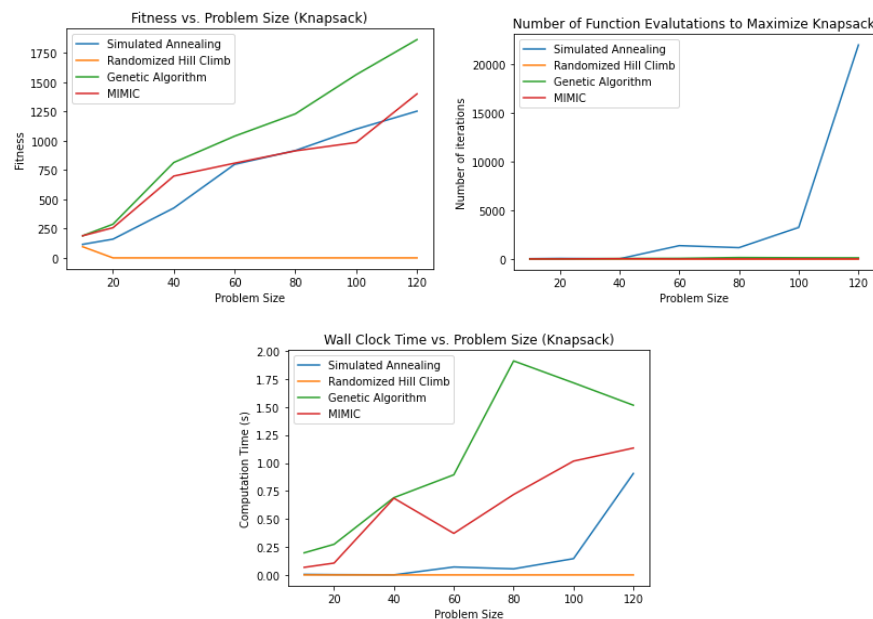 Fitness vs. Problem Size (Knapsack)
Simulated Annealing
Randomized Hill Climb
Genetic Algorithm
MIMIC
1750
1500
1250
1000
750
500
250
0
Fitness
20 40 60 80 100 120
Problem Size
Number of Function Evalutations to Maximize Knapsack
Simulated Annealing
Randomized Hill Climb
Genetic Algorithm
MIMIC
20000
15000
10000
5000
0
Number of iterations
20 40 60 80 100 120
Problem Size
Wall Clock Time vs. Problem Size (Knapsack)
Simulated Annealing
Randomized Hill Climb
Genetic Algorithm
MIMIC
2.00
1.75
1.50
1.25
1.00
0.75
0.50
0.25
0.00
Computation Time (s)
20 40 60 80 100 120
Problem Size